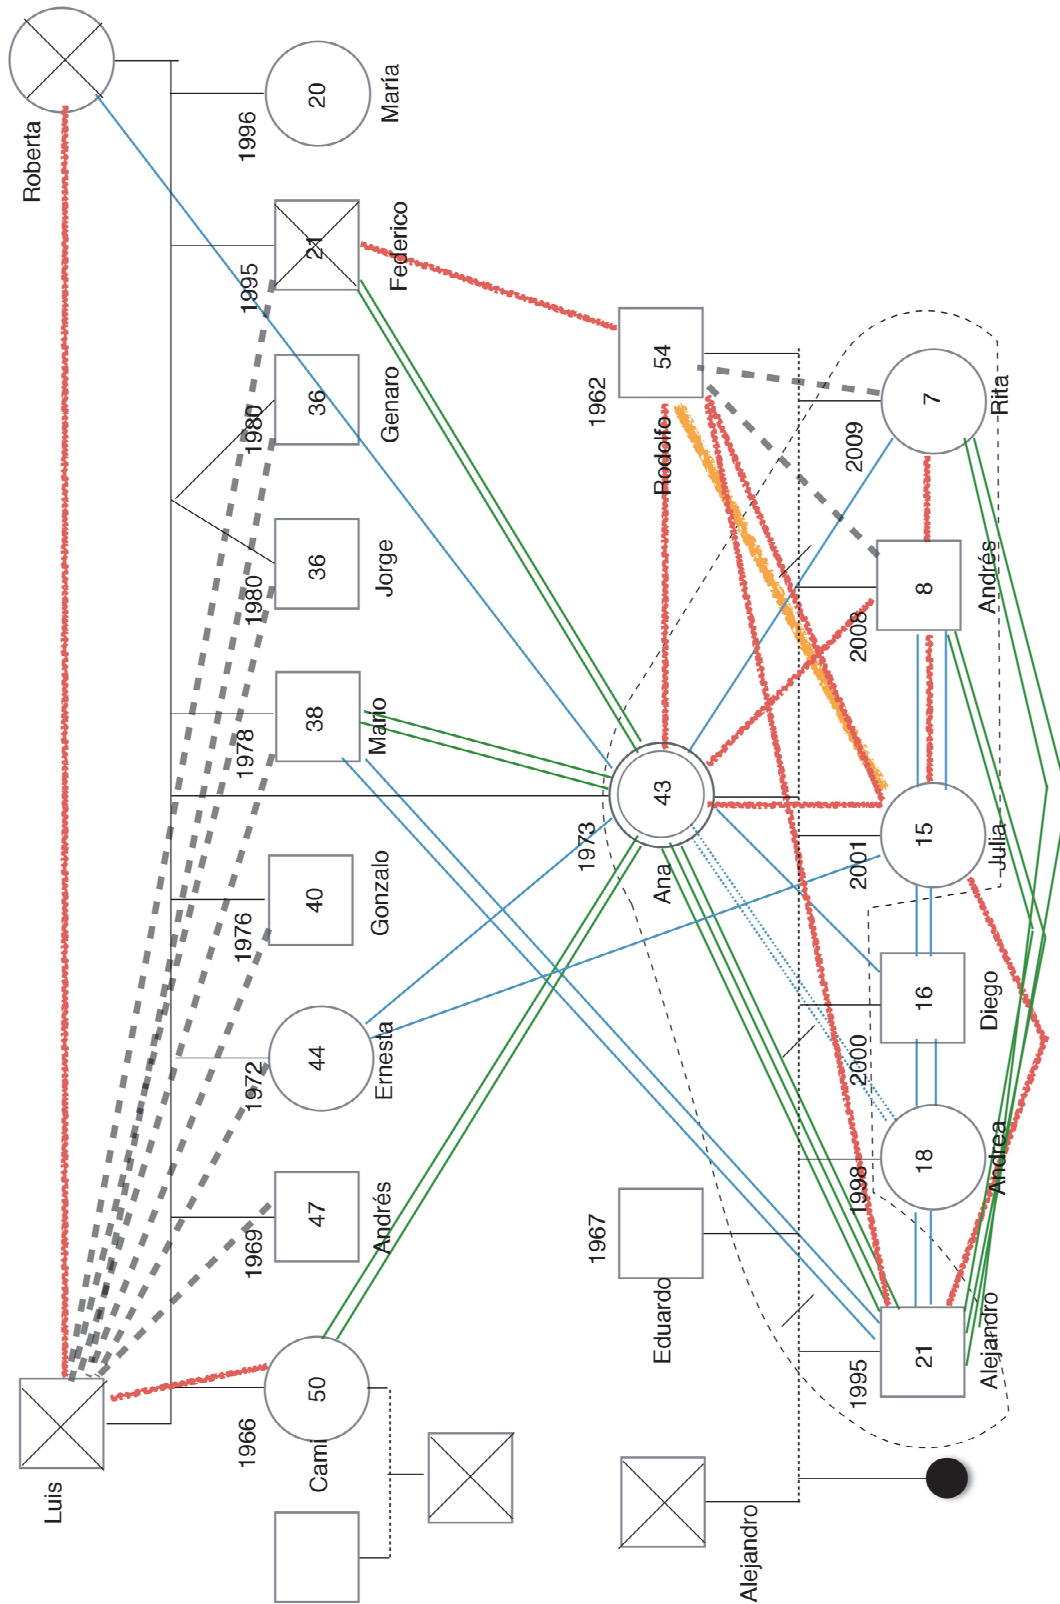 Luis
Roberta
1966
50
Cami
1969
47
Andrés
1972
44
Ernesta
1976
40
Gonzalo
1978
38
Mario
1980
36
Jorge
1980
36
Genaro
1995
21
Federico
1996
20
María
Alejandro
1967
Eduardo
1973
43
Ana
1962
54
Rodolfo
1995
21
Alejandro
1998
18
Andrea
2000
16
Diego
2001
15
Julia
2008
8
Andrés
2009
7
Rita